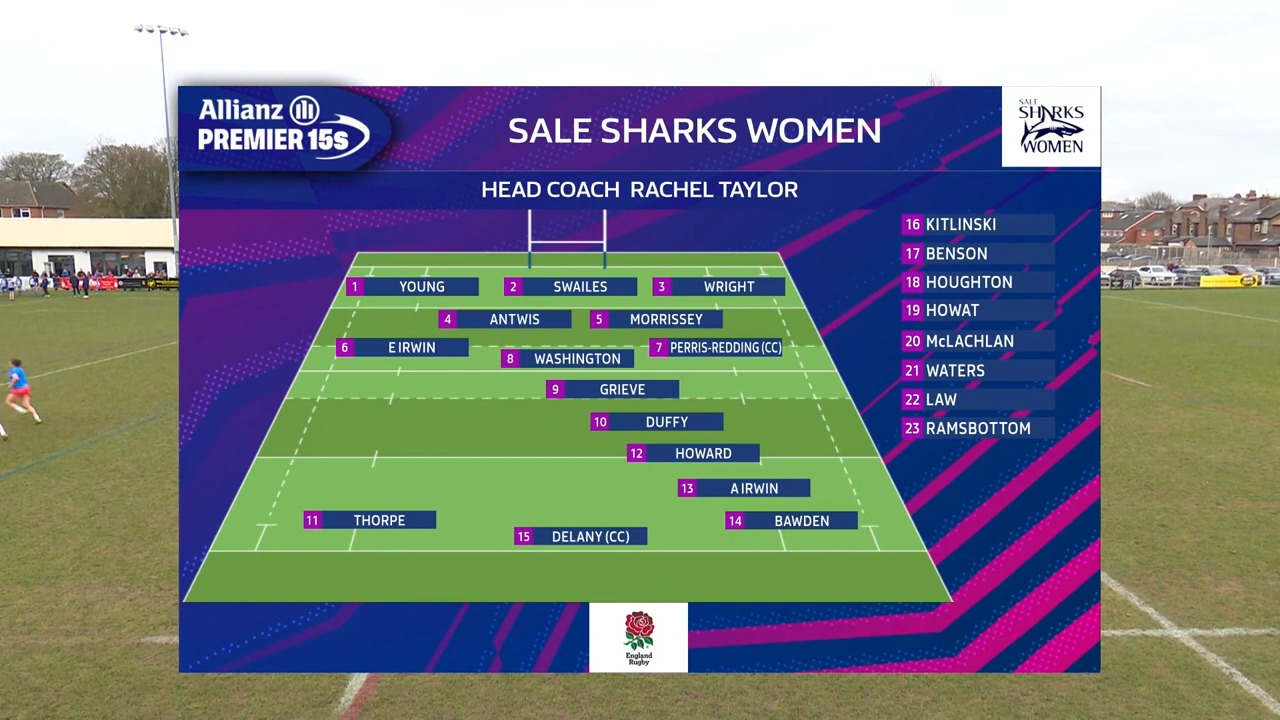 Allianz
PREMIER 15s
SALE SHARKS WOMEN
SALE
SHARKS
WOMEN
HEAD COACH RACHEL TAYLOR
1 YOUNG
2 SWAILES
3 WRIGHT
4 ANTWIS
5 MORRISSEY
6 E IRWIN
7 PERRIS-REDDING (CC)
8 WASHINGTON
9 GRIEVE
10 DUFFY
12 HOWARD
13 A IRWIN
11 THORPE
14 BAWDEN
15 DELANY (CC)
16 KITLINSKI
17 BENSON
18 HOUGHTON
19 HOWAT
20 McLACHLAN
21 WATERS
22 LAW
23 RAMSBOTTOM
England
Rugby